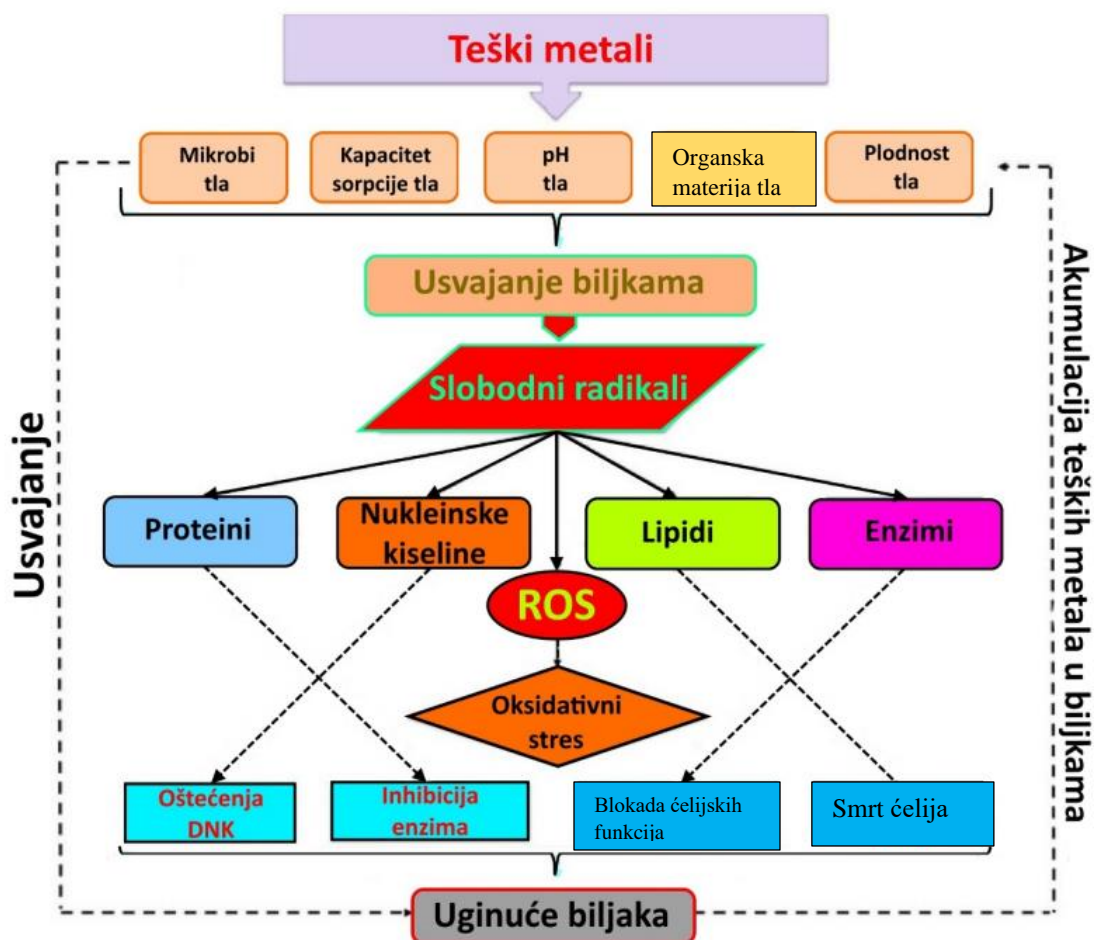 Teški metali
Mikrobi
tla
Kapacitet
sorpcije tla
pH
tla
Organska
materija tla
Plodnost
tla
Usvajanje biljkama
Slobodni radikali
Usvajanje
Akumulacija teških metala u biljkama
Proteini
Nukleinske
kiseline
Lipidi
Enzimi
ROS
Oksidativni
stres
Oštećenja
DNK
Inhibicija
enzima
Blokada ćelijskih
funkcija
Smrt ćelija
Uginuće biljaka